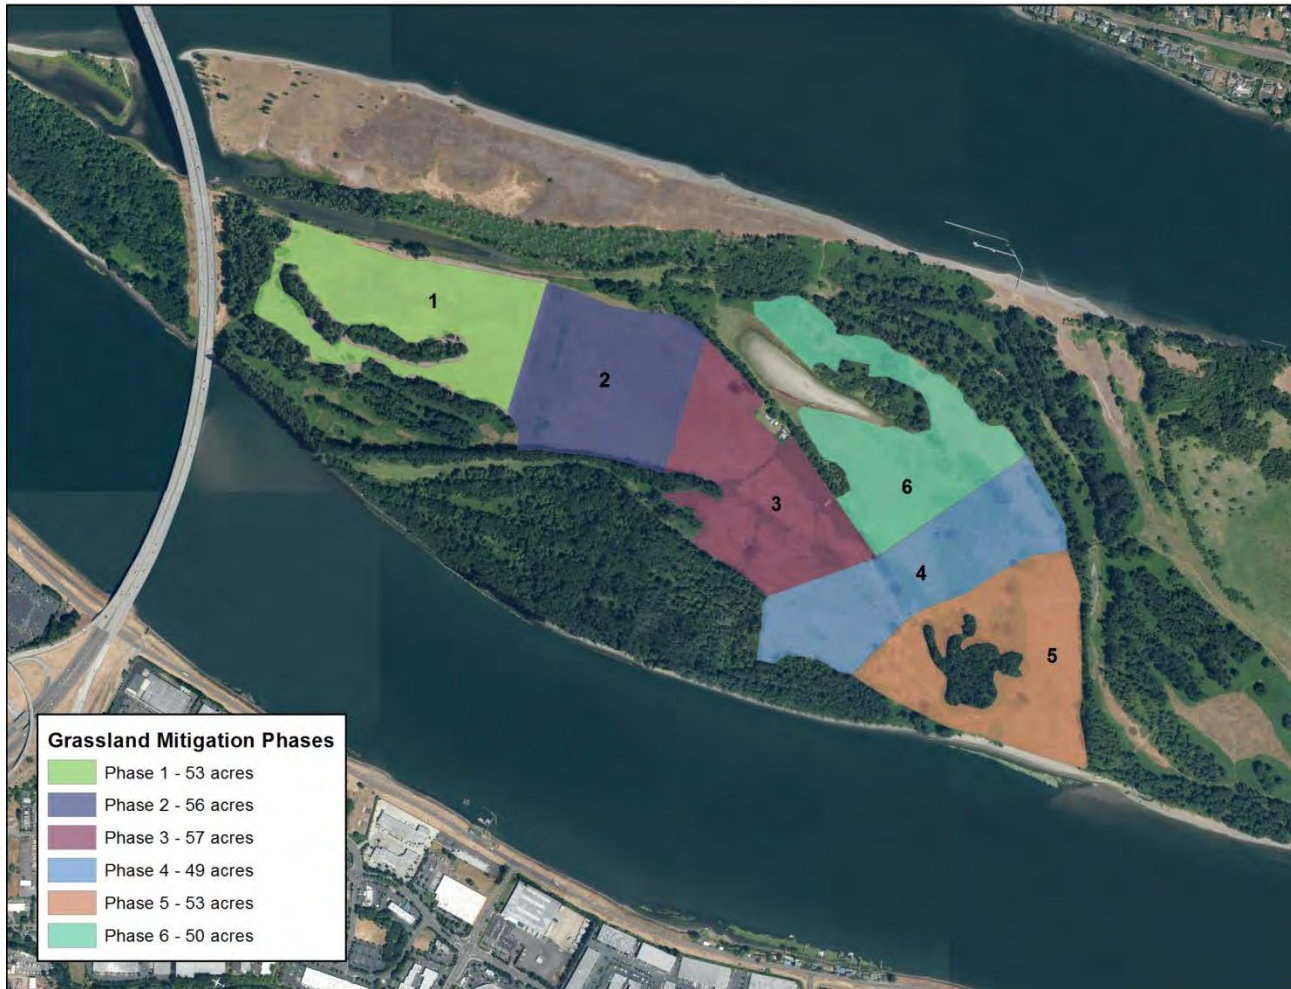 1
2
3
6
4
5
Grassland Mitigation Phases
Phase 1 - 53 acres
Phase 2 - 56 acres
Phase 3 - 57 acres
Phase 4 - 49 acres
Phase 5 - 53 acres
Phase 6 - 50 acres